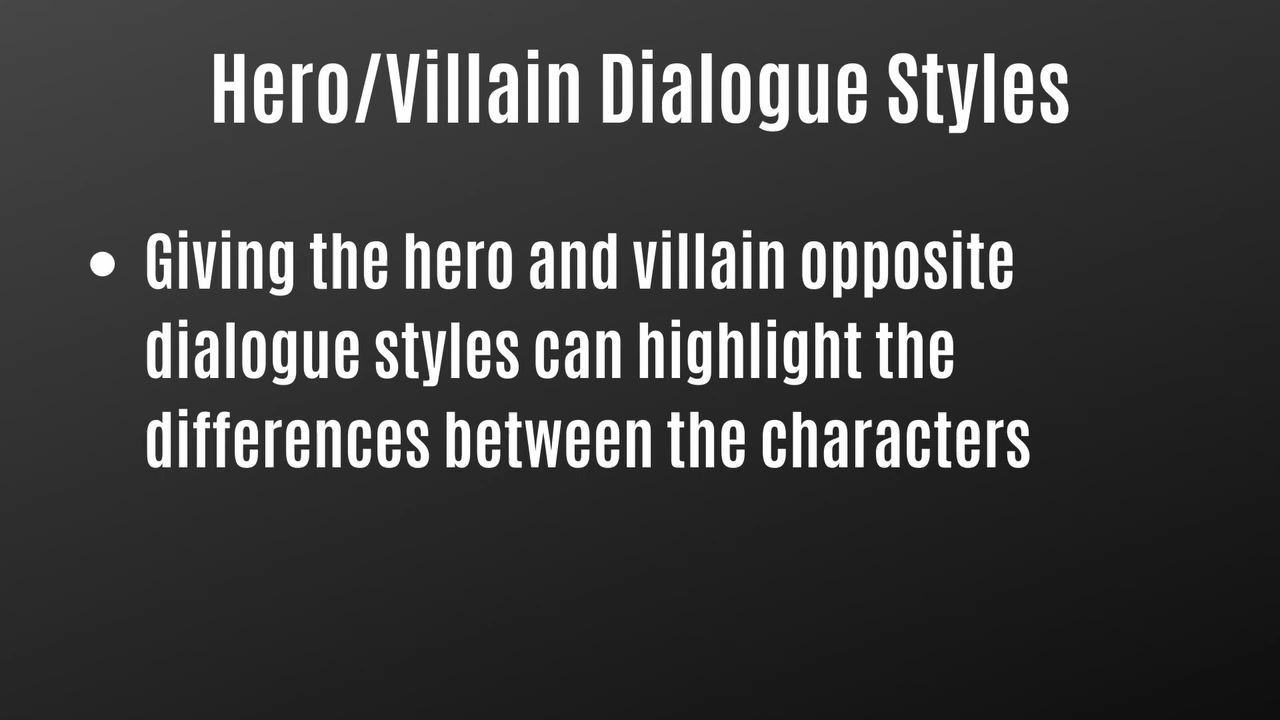 Hero/Villain Dialogue Styles
• Giving the hero and villain opposite
dialogue styles can highlight the
differences between the characters